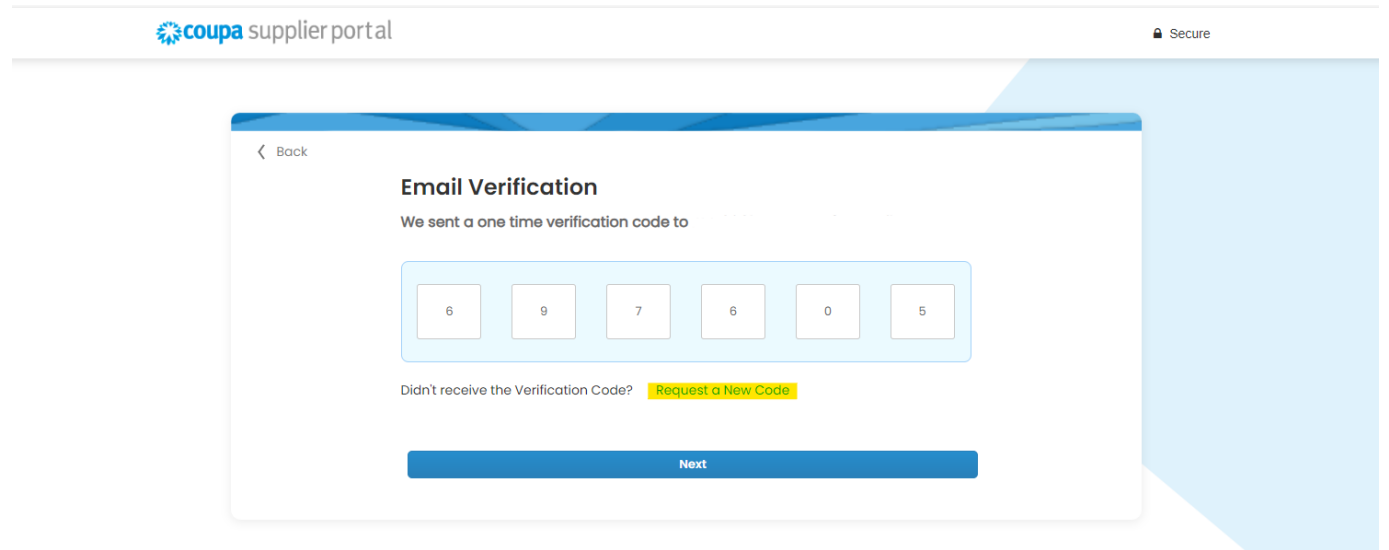 coupa supplier portal
Secure
Back
Email Verification
We sent a one time verification code to
6 9 7 6 0 5
Didn't receive the Verification Code? Request a New Code
Next